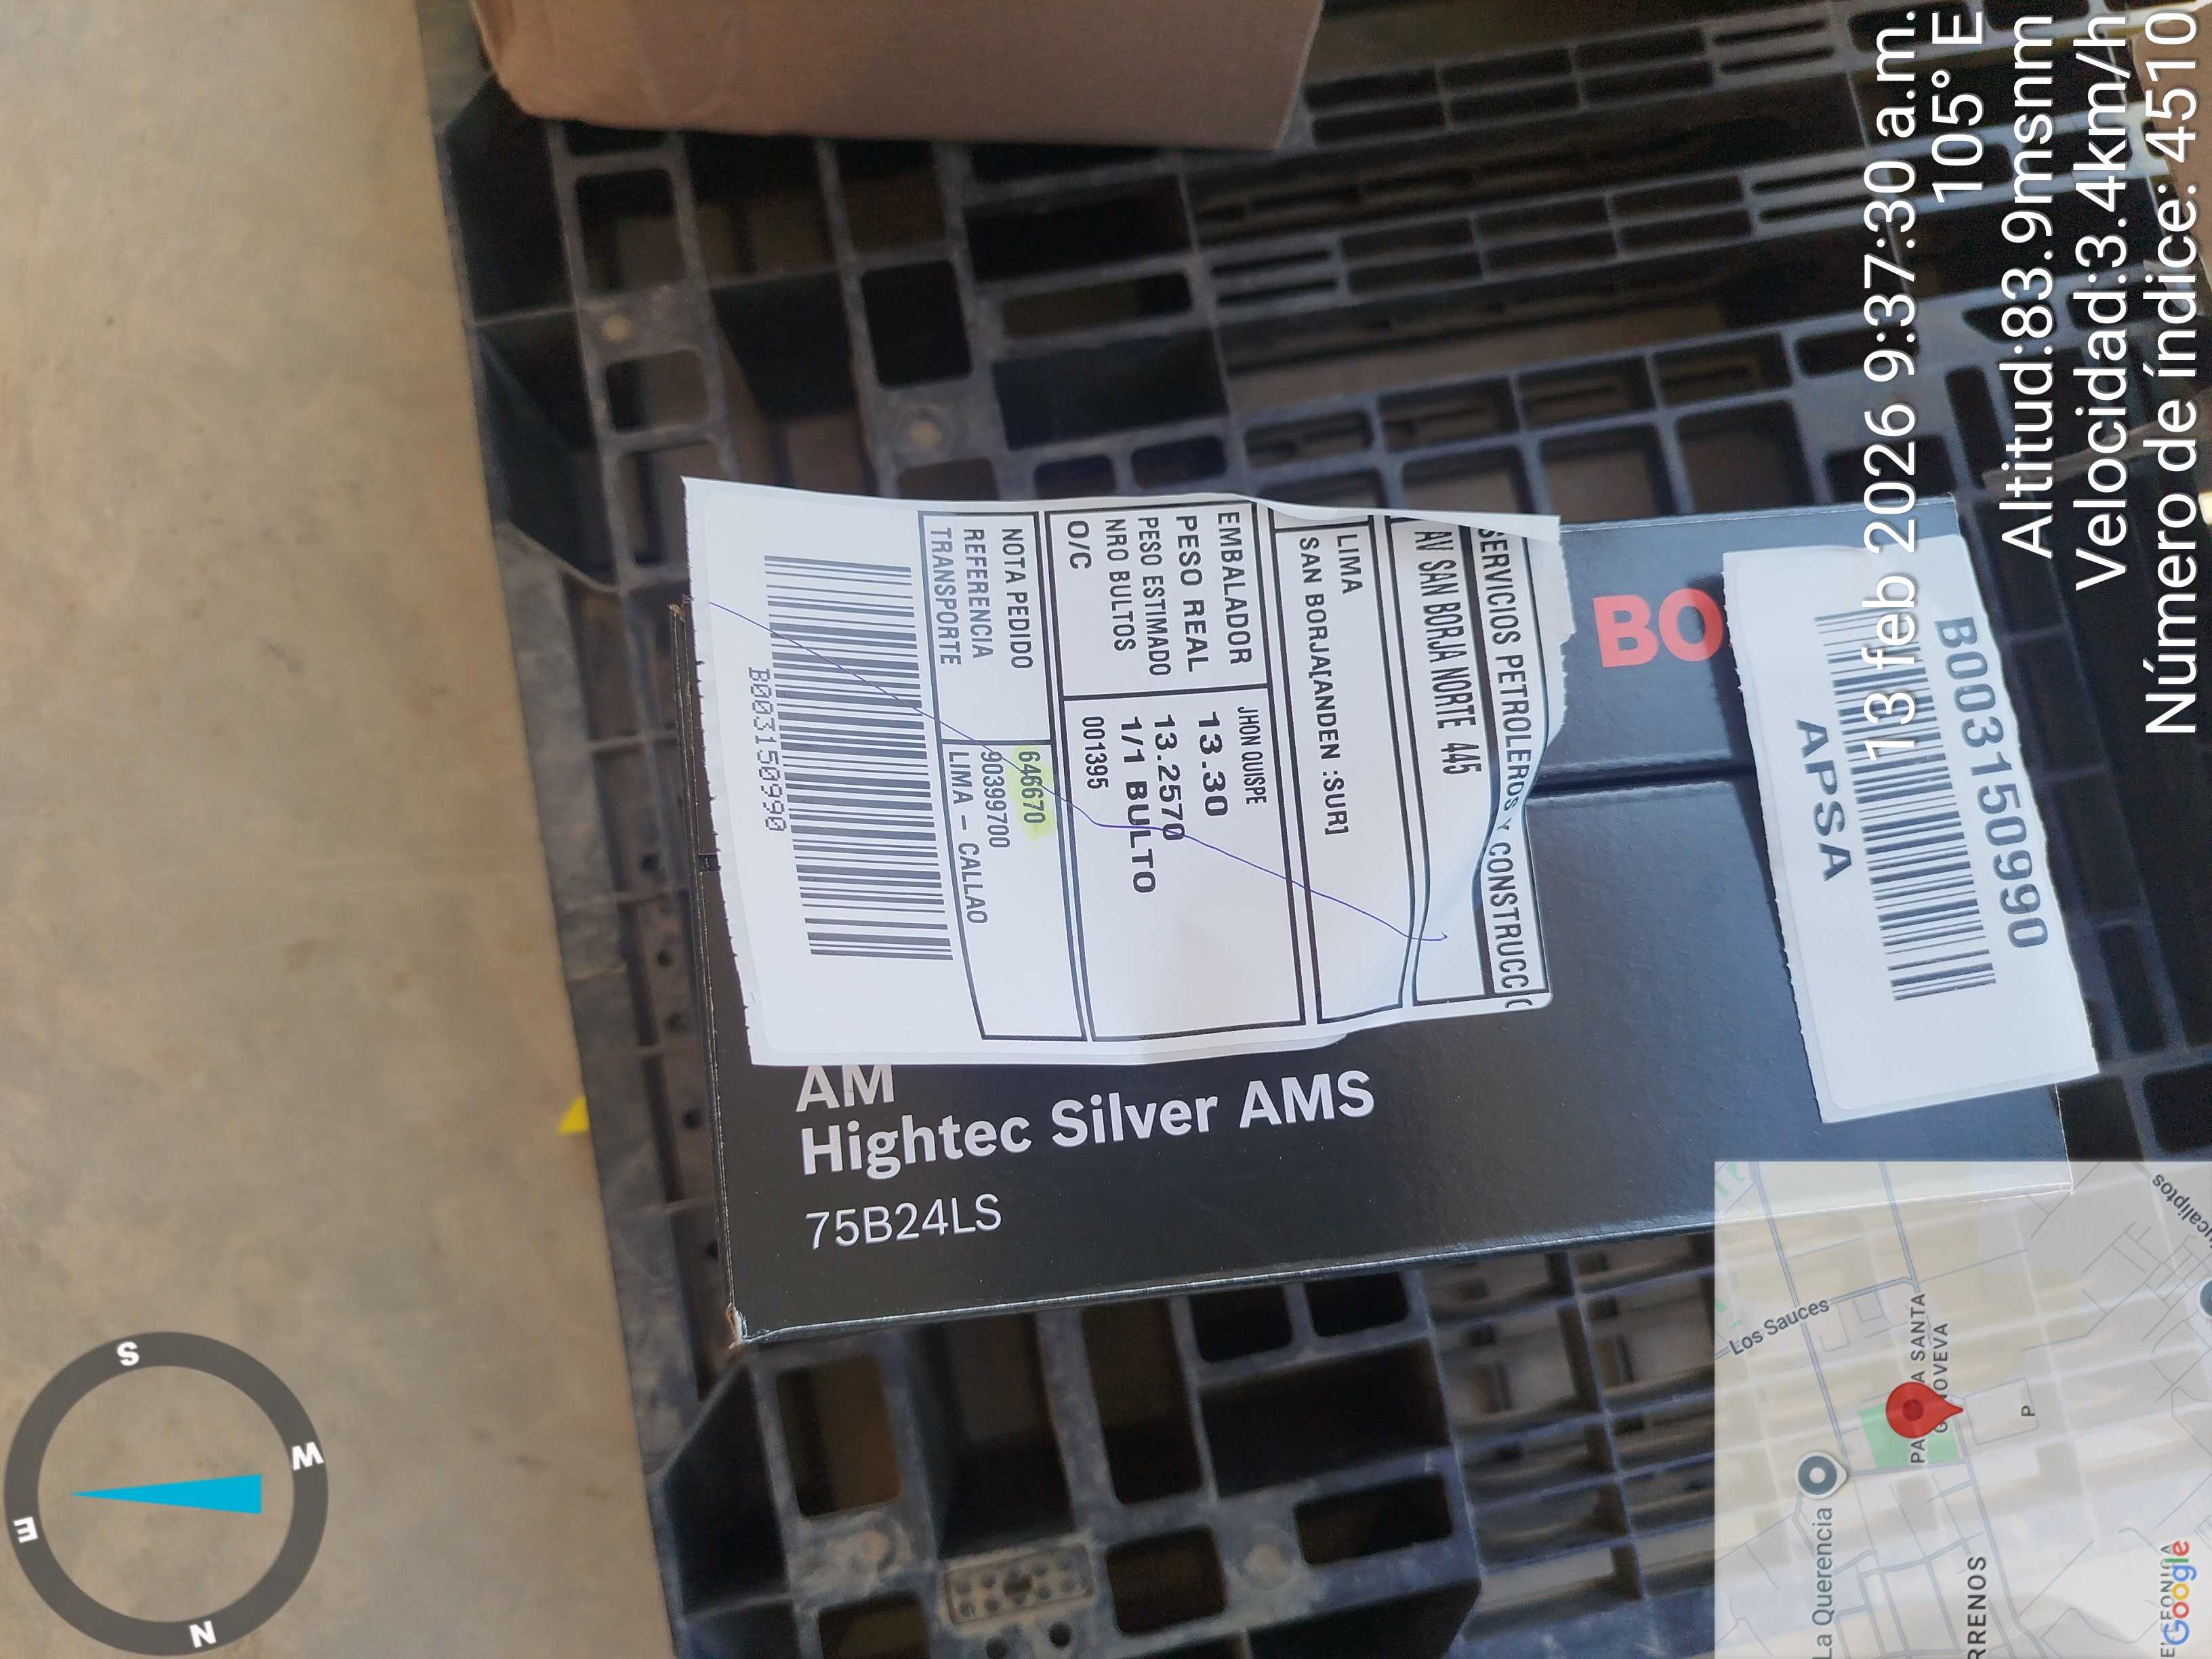 SERVICIOS PETROLEROS Y CONSTRUCC
AV SAN BORJA NORTE 445
LIMA
SAN BORJA[ANDEN :SUR]
EMBALADOR JHON QUISPE
PESO REAL 13.30
PESO ESTIMADO 13.2570
NRO BULTOS 1/1 BULTO
O/C 001395
NOTA PEDIDO 646670
REFERENCIA 90399700
TRANSPORTE LIMA - CALLAO
B003150990
BO
B003150990
APSA
AM
Hightec Silver AMS
75B24LS
13 feb 2026 9:37:30 a.m.
105° E
Altitud:83.9msnm
Velocidad:3.4km/h
Número de índice: 4510
S
W
E
N
Los Sauces
La Querencia
SANTA
P
Google